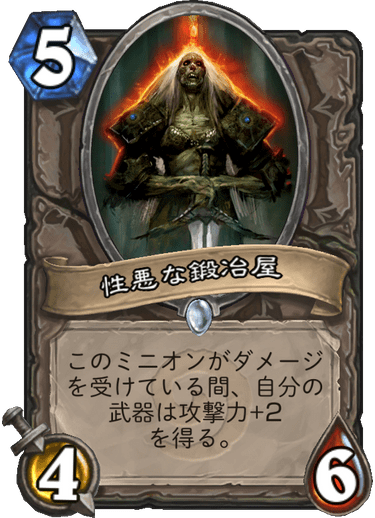 5
性悪な鍛冶屋
このミニオンがダメージ
を受けている間、自分の
武器は攻撃力+2
を得る。
4
6